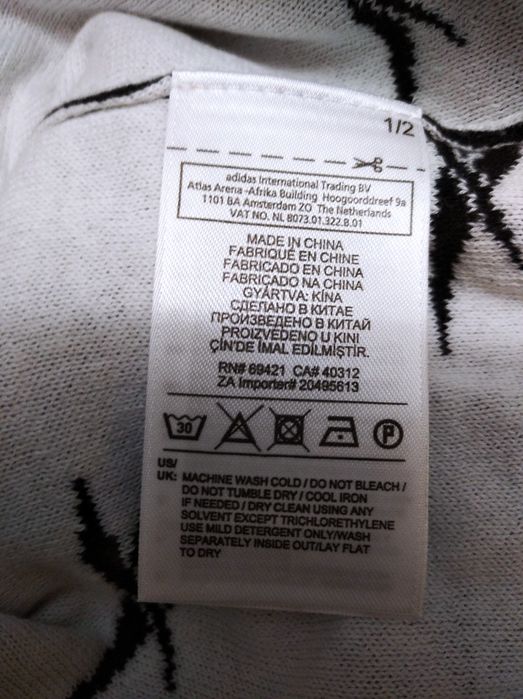 1/2
adidas International Trading BV
Atlas Arena -Afrika Building Hoogoorddreef 9a
1101 BA Amsterdam ZO The Netherlands
VAT NO. NL 8073.01.322.B.01
MADE IN CHINA
FABRIQUÉ EN CHINE
FABRICADO EN CHINA
FABRICADO NA CHINA
GYÁRTVA: KÍNA
СДЕЛАНО В КИТАЕ
ПРОИЗВЕДЕНО В КИТАЙ
PROIZVEDENO U KINI
ÇİN'DE İMAL EDİLMİŞTİR.
RN# 69421 CA# 40312
ZA Importer# 20495613
30 P
US/
UK: MACHINE WASH COLD / DO NOT BLEACH /
DO NOT TUMBLE DRY / COOL IRON
IF NEEDED / DRY CLEAN USING ANY
SOLVENT EXCEPT TRICHLORETHYLENE
USE MILD DETERGENT ONLY/WASH
SEPARATELY INSIDE OUT/LAY FLAT
TO DRY